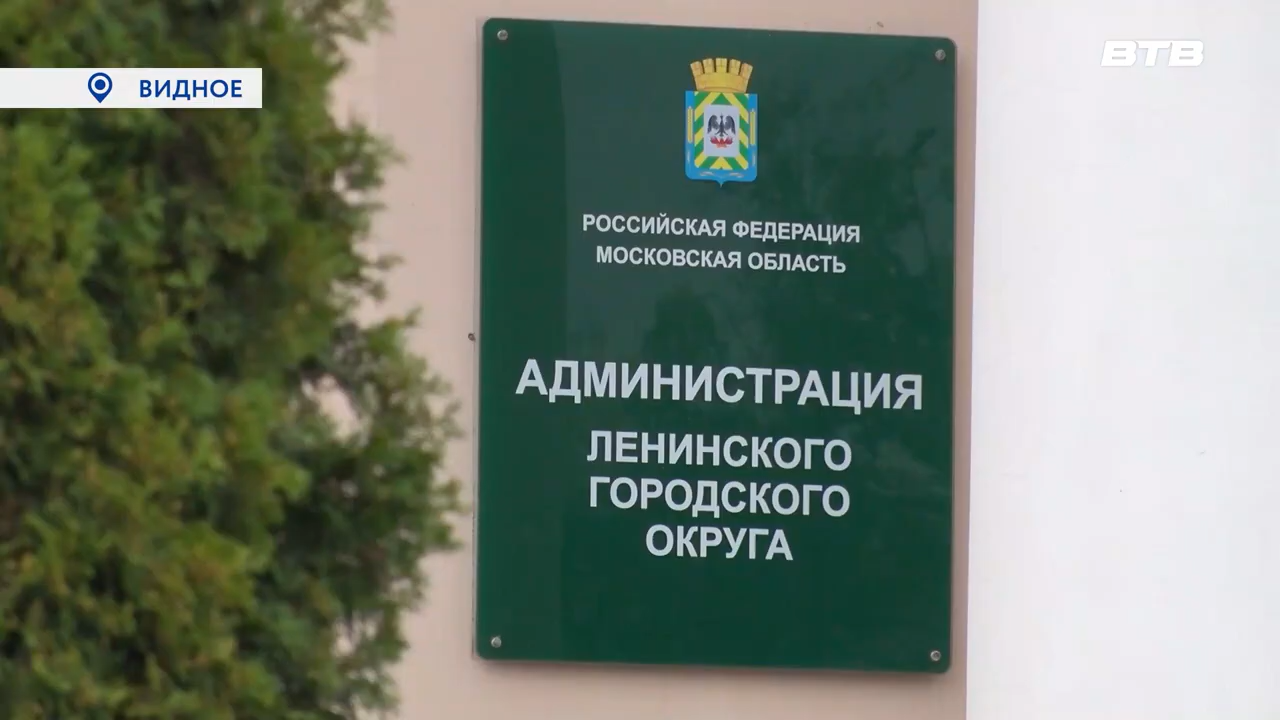 ВИДНОЕ
ВТВ
РОССИЙСКАЯ ФЕДЕРАЦИЯ
МОСКОВСКАЯ ОБЛАСТЬ
АДМИНИСТРАЦИЯ
ЛЕНИНСКОГО
ГОРОДСКОГО
ОКРУГА